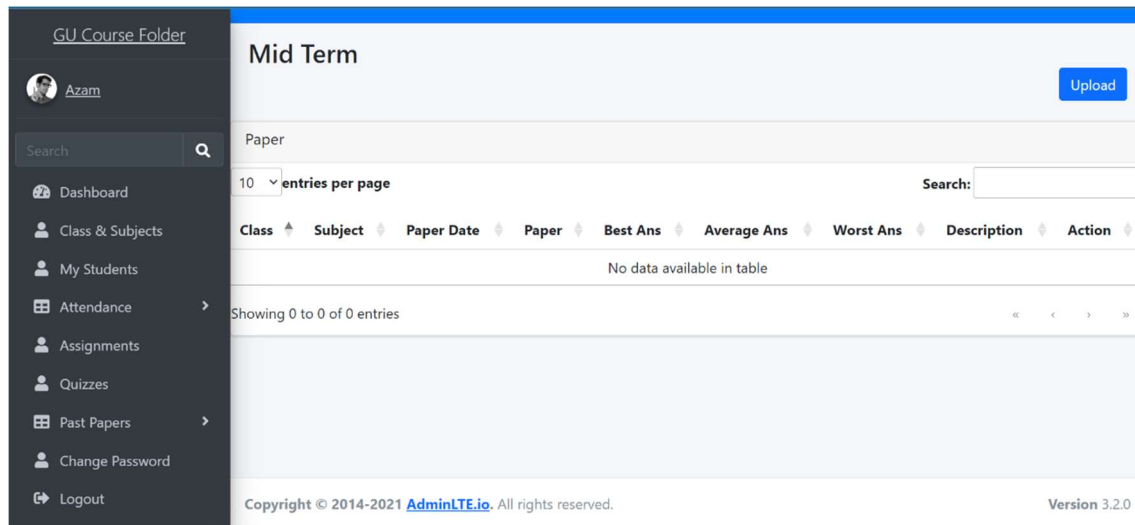 GU Course Folder
Azam
Search
Dashboard
Class & Subjects
My Students
Attendance
Assignments
Quizzes
Past Papers
Change Password
Logout
Mid Term
Upload
Paper
10 entries per page
Search:
Class Subject Paper Date Paper Best Ans Average Ans Worst Ans Description Action
No data available in table
Showing 0 to 0 of 0 entries
« ‹ › »
Copyright © 2014-2021 AdminLTE.io. All rights reserved.
Version 3.2.0